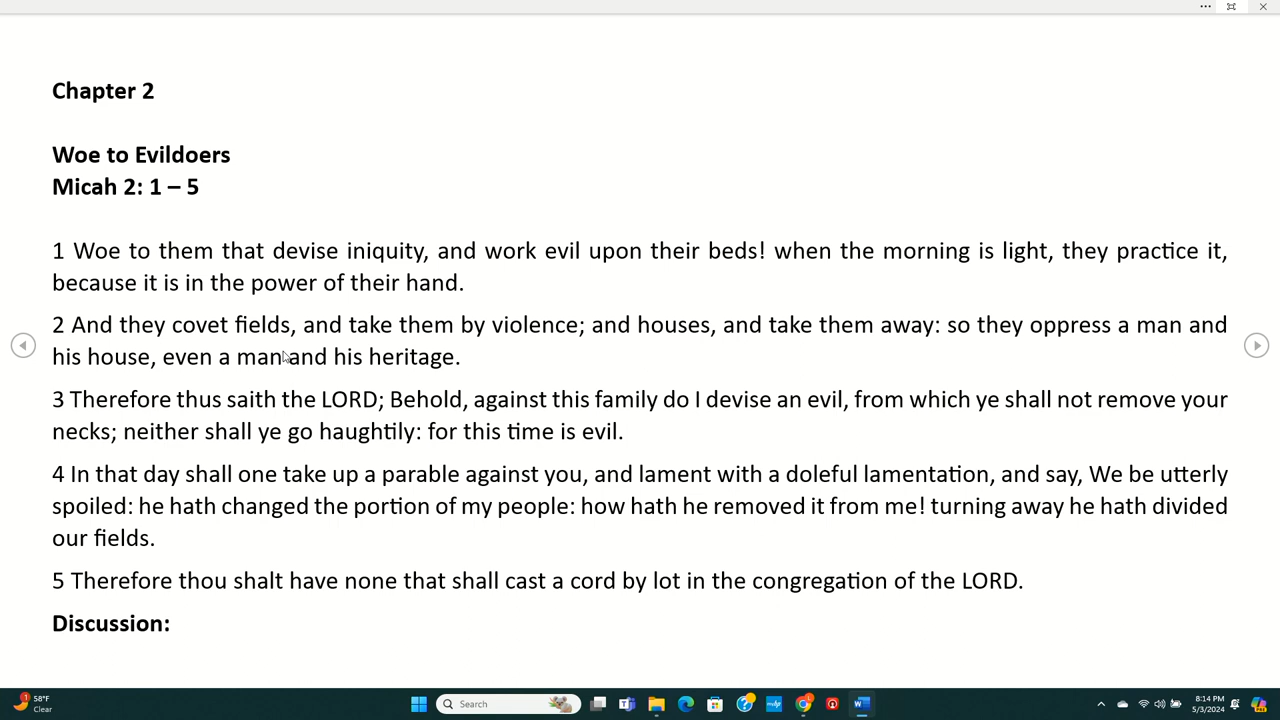 Chapter 2
Woe to Evildoers
Micah 2: 1 – 5
1 Woe to them that devise iniquity, and work evil upon their beds! when the morning is light, they practice it,
because it is in the power of their hand.
2 And they covet fields, and take them by violence; and houses, and take them away: so they oppress a man and
his house, even a man and his heritage.
3 Therefore thus saith the LORD; Behold, against this family do I devise an evil, from which ye shall not remove your
necks; neither shall ye go haughtily: for this time is evil.
4 In that day shall one take up a parable against you, and lament with a doleful lamentation, and say, We be utterly
spoiled: he hath changed the portion of my people: how hath he removed it from me! turning away he hath divided
our fields.
5 Therefore thou shalt have none that shall cast a cord by lot in the congregation of the LORD.
Discussion:
1
58°F
Clear
Search
8:14 PM
5/3/2024